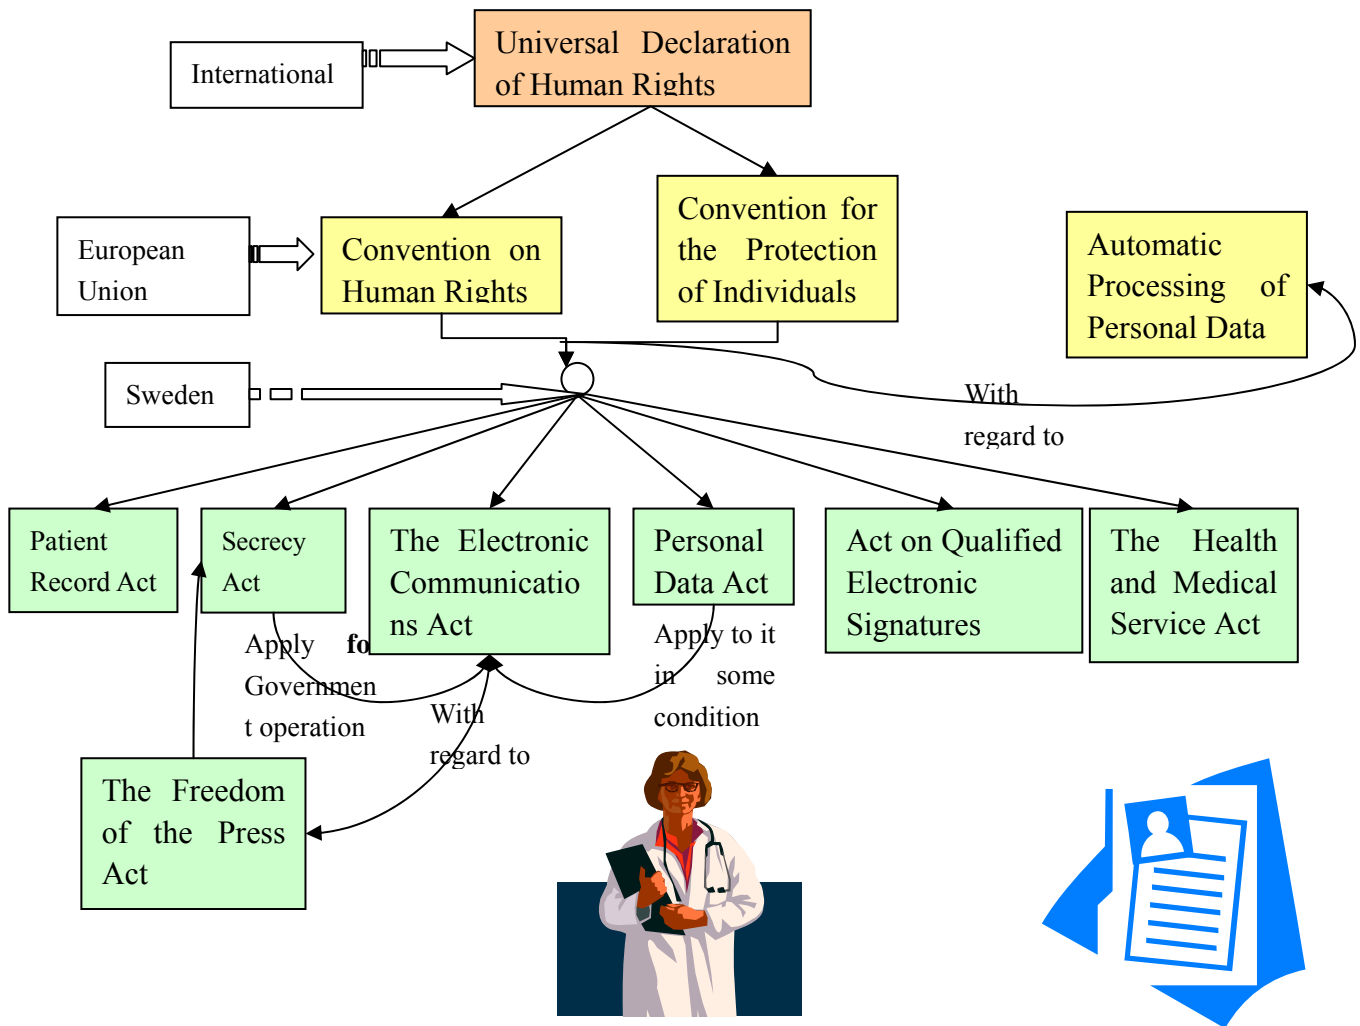 International
Universal Declaration
of Human Rights
European
Union
Convention on
Human Rights
Convention for
the Protection
of Individuals
Automatic
Processing of
Personal Data
Sweden
With
regard to
Patient
Record Act
Secrecy
Act
The Electronic
Communicatio
ns Act
Personal
Data Act
Act on Qualified
Electronic
Signatures
The Health
and Medical
Service Act
Apply fo
Governmen
t operation
With
regard to
Apply to it
in some
condition
The Freedom
of the Press
Act